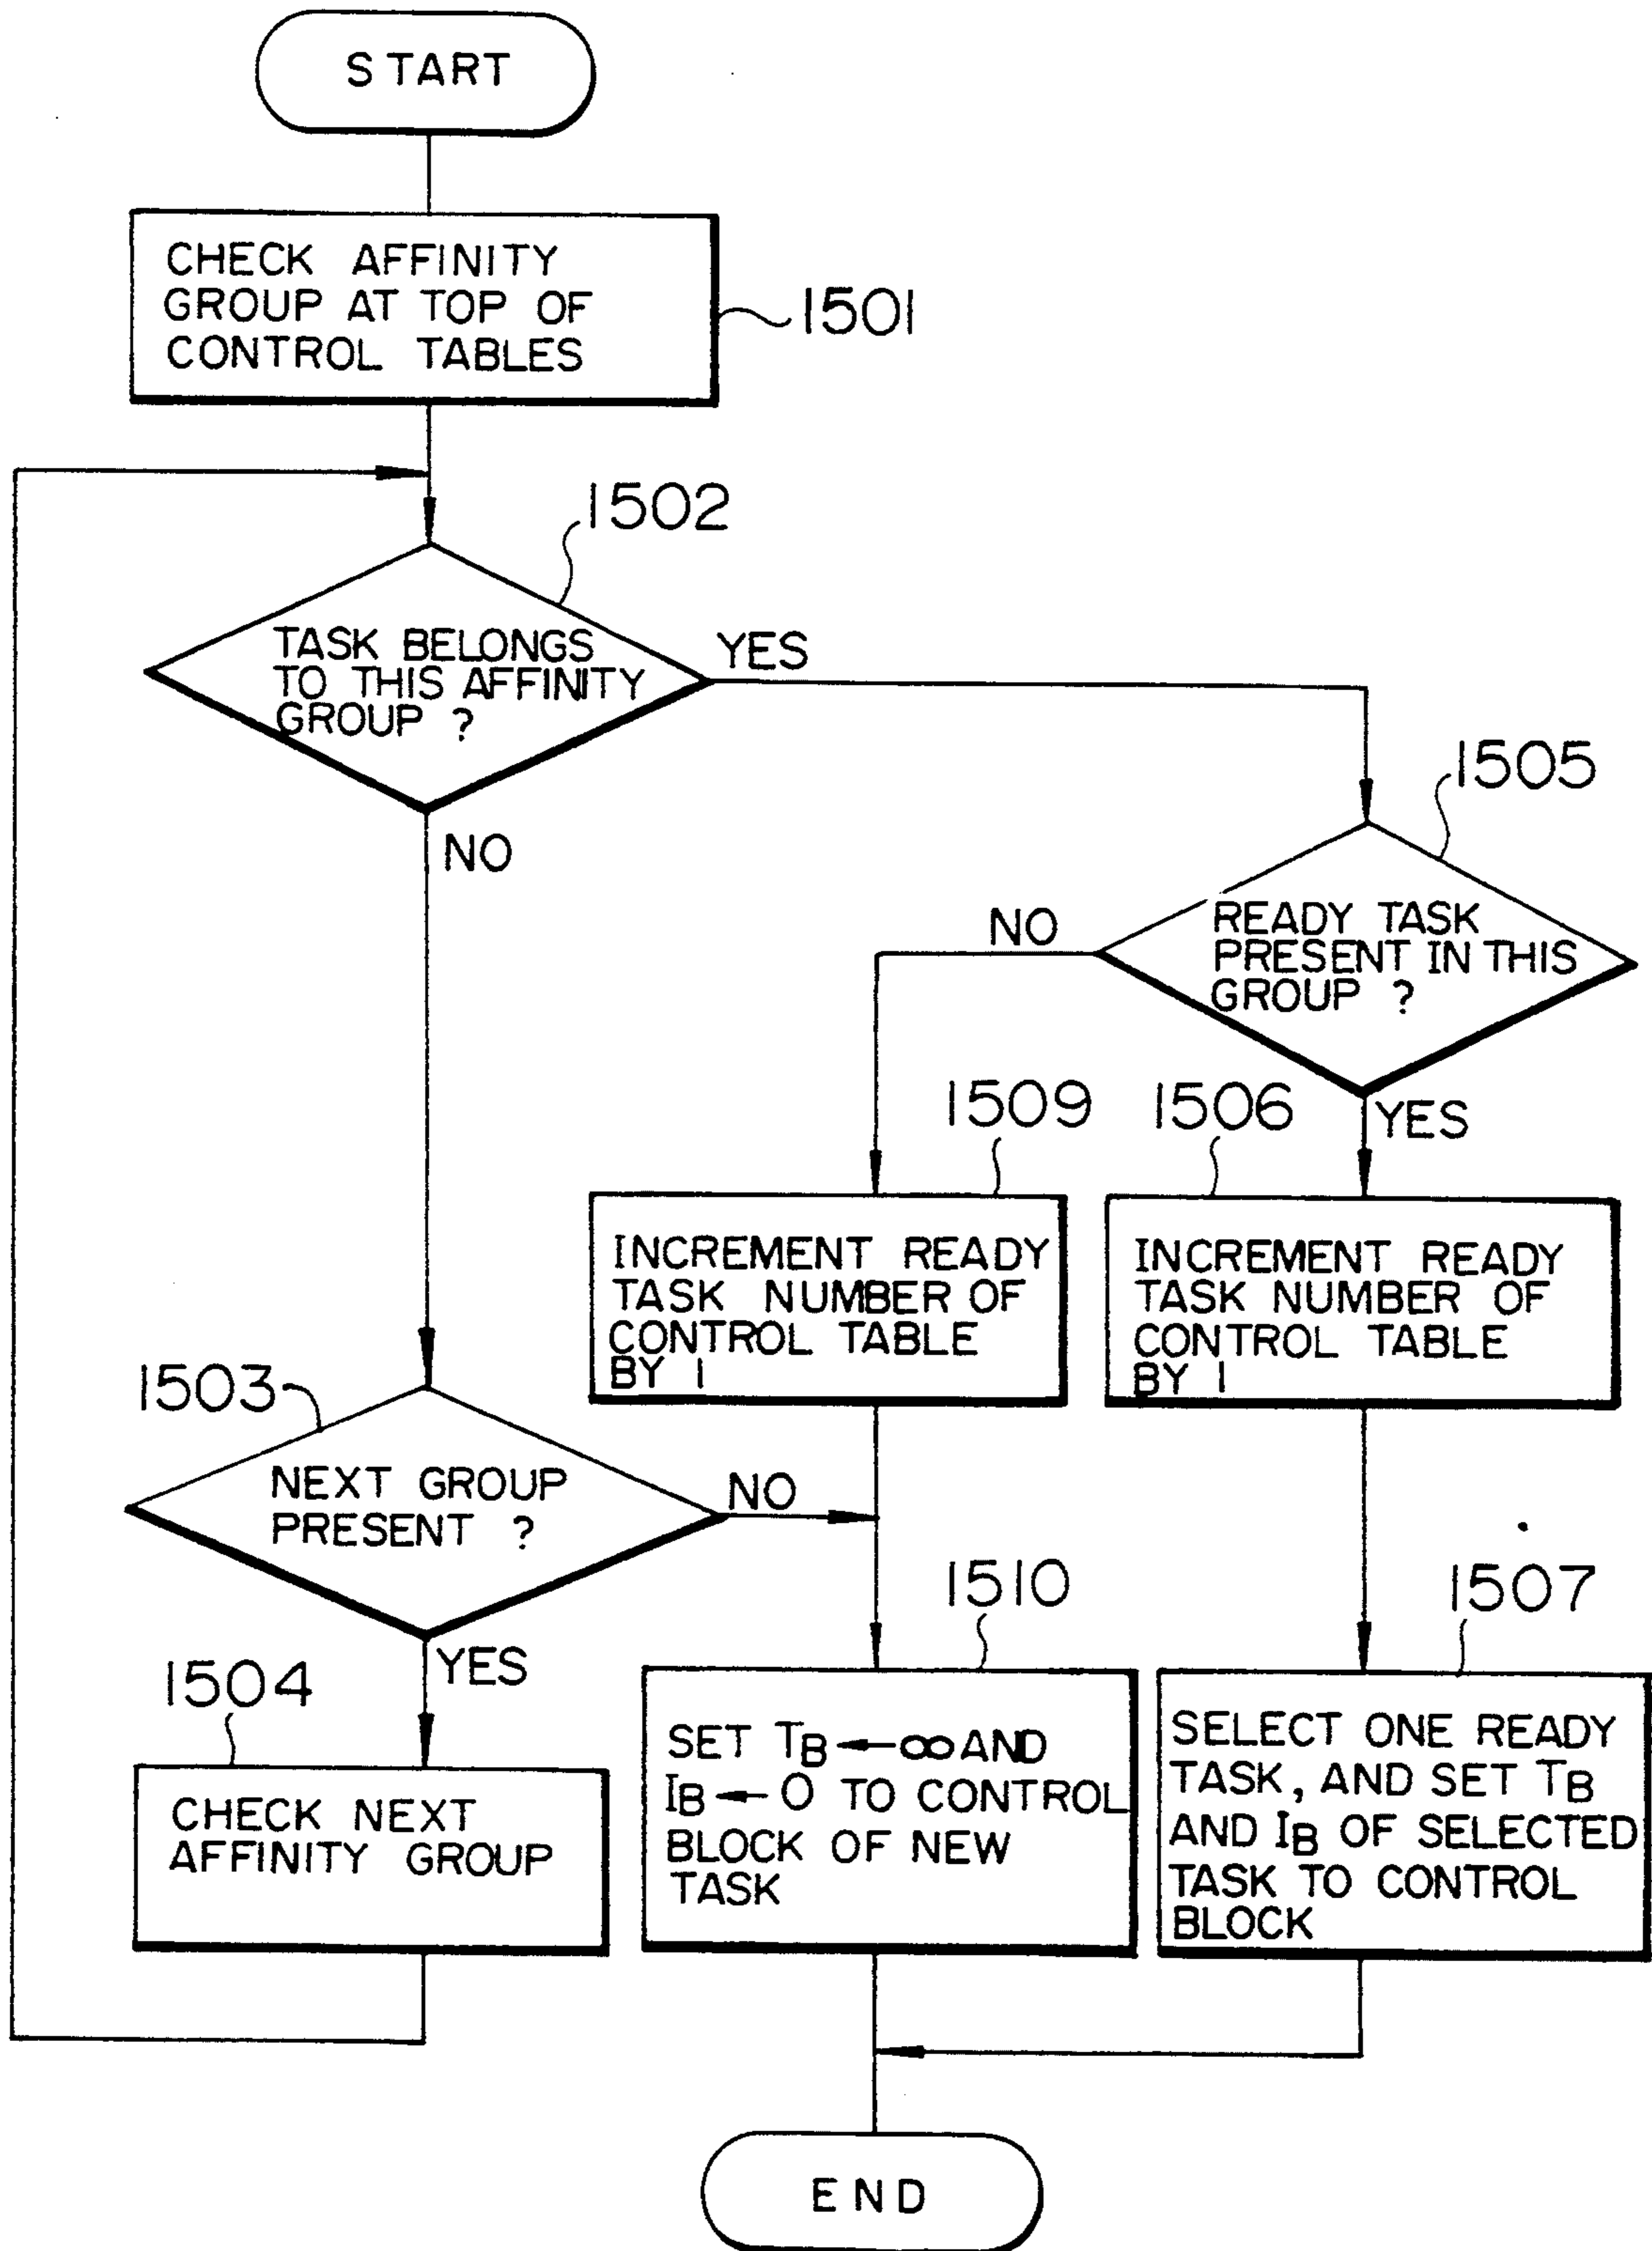 START
CHECK AFFINITY
GROUP AT TOP OF
CONTROL TABLES
1501
1502
TASK BELONGS
TO THIS AFFINITY
GROUP ?
YES
NO
1505
READY TASK
PRESENT IN THIS
GROUP ?
NO
YES
1509
INCREMENT READY
TASK NUMBER OF
CONTROL TABLE
BY 1
1506
INCREMENT READY
TASK NUMBER OF
CONTROL TABLE
BY 1
1503
NEXT GROUP
PRESENT ?
NO
YES
1504
CHECK NEXT
AFFINITY GROUP
1510
SET TB ← ∞ AND
IB ← 0 TO CONTROL
BLOCK OF NEW
TASK
1507
SELECT ONE READY
TASK, AND SET TB
AND IB OF SELECTED
TASK TO CONTROL
BLOCK
END